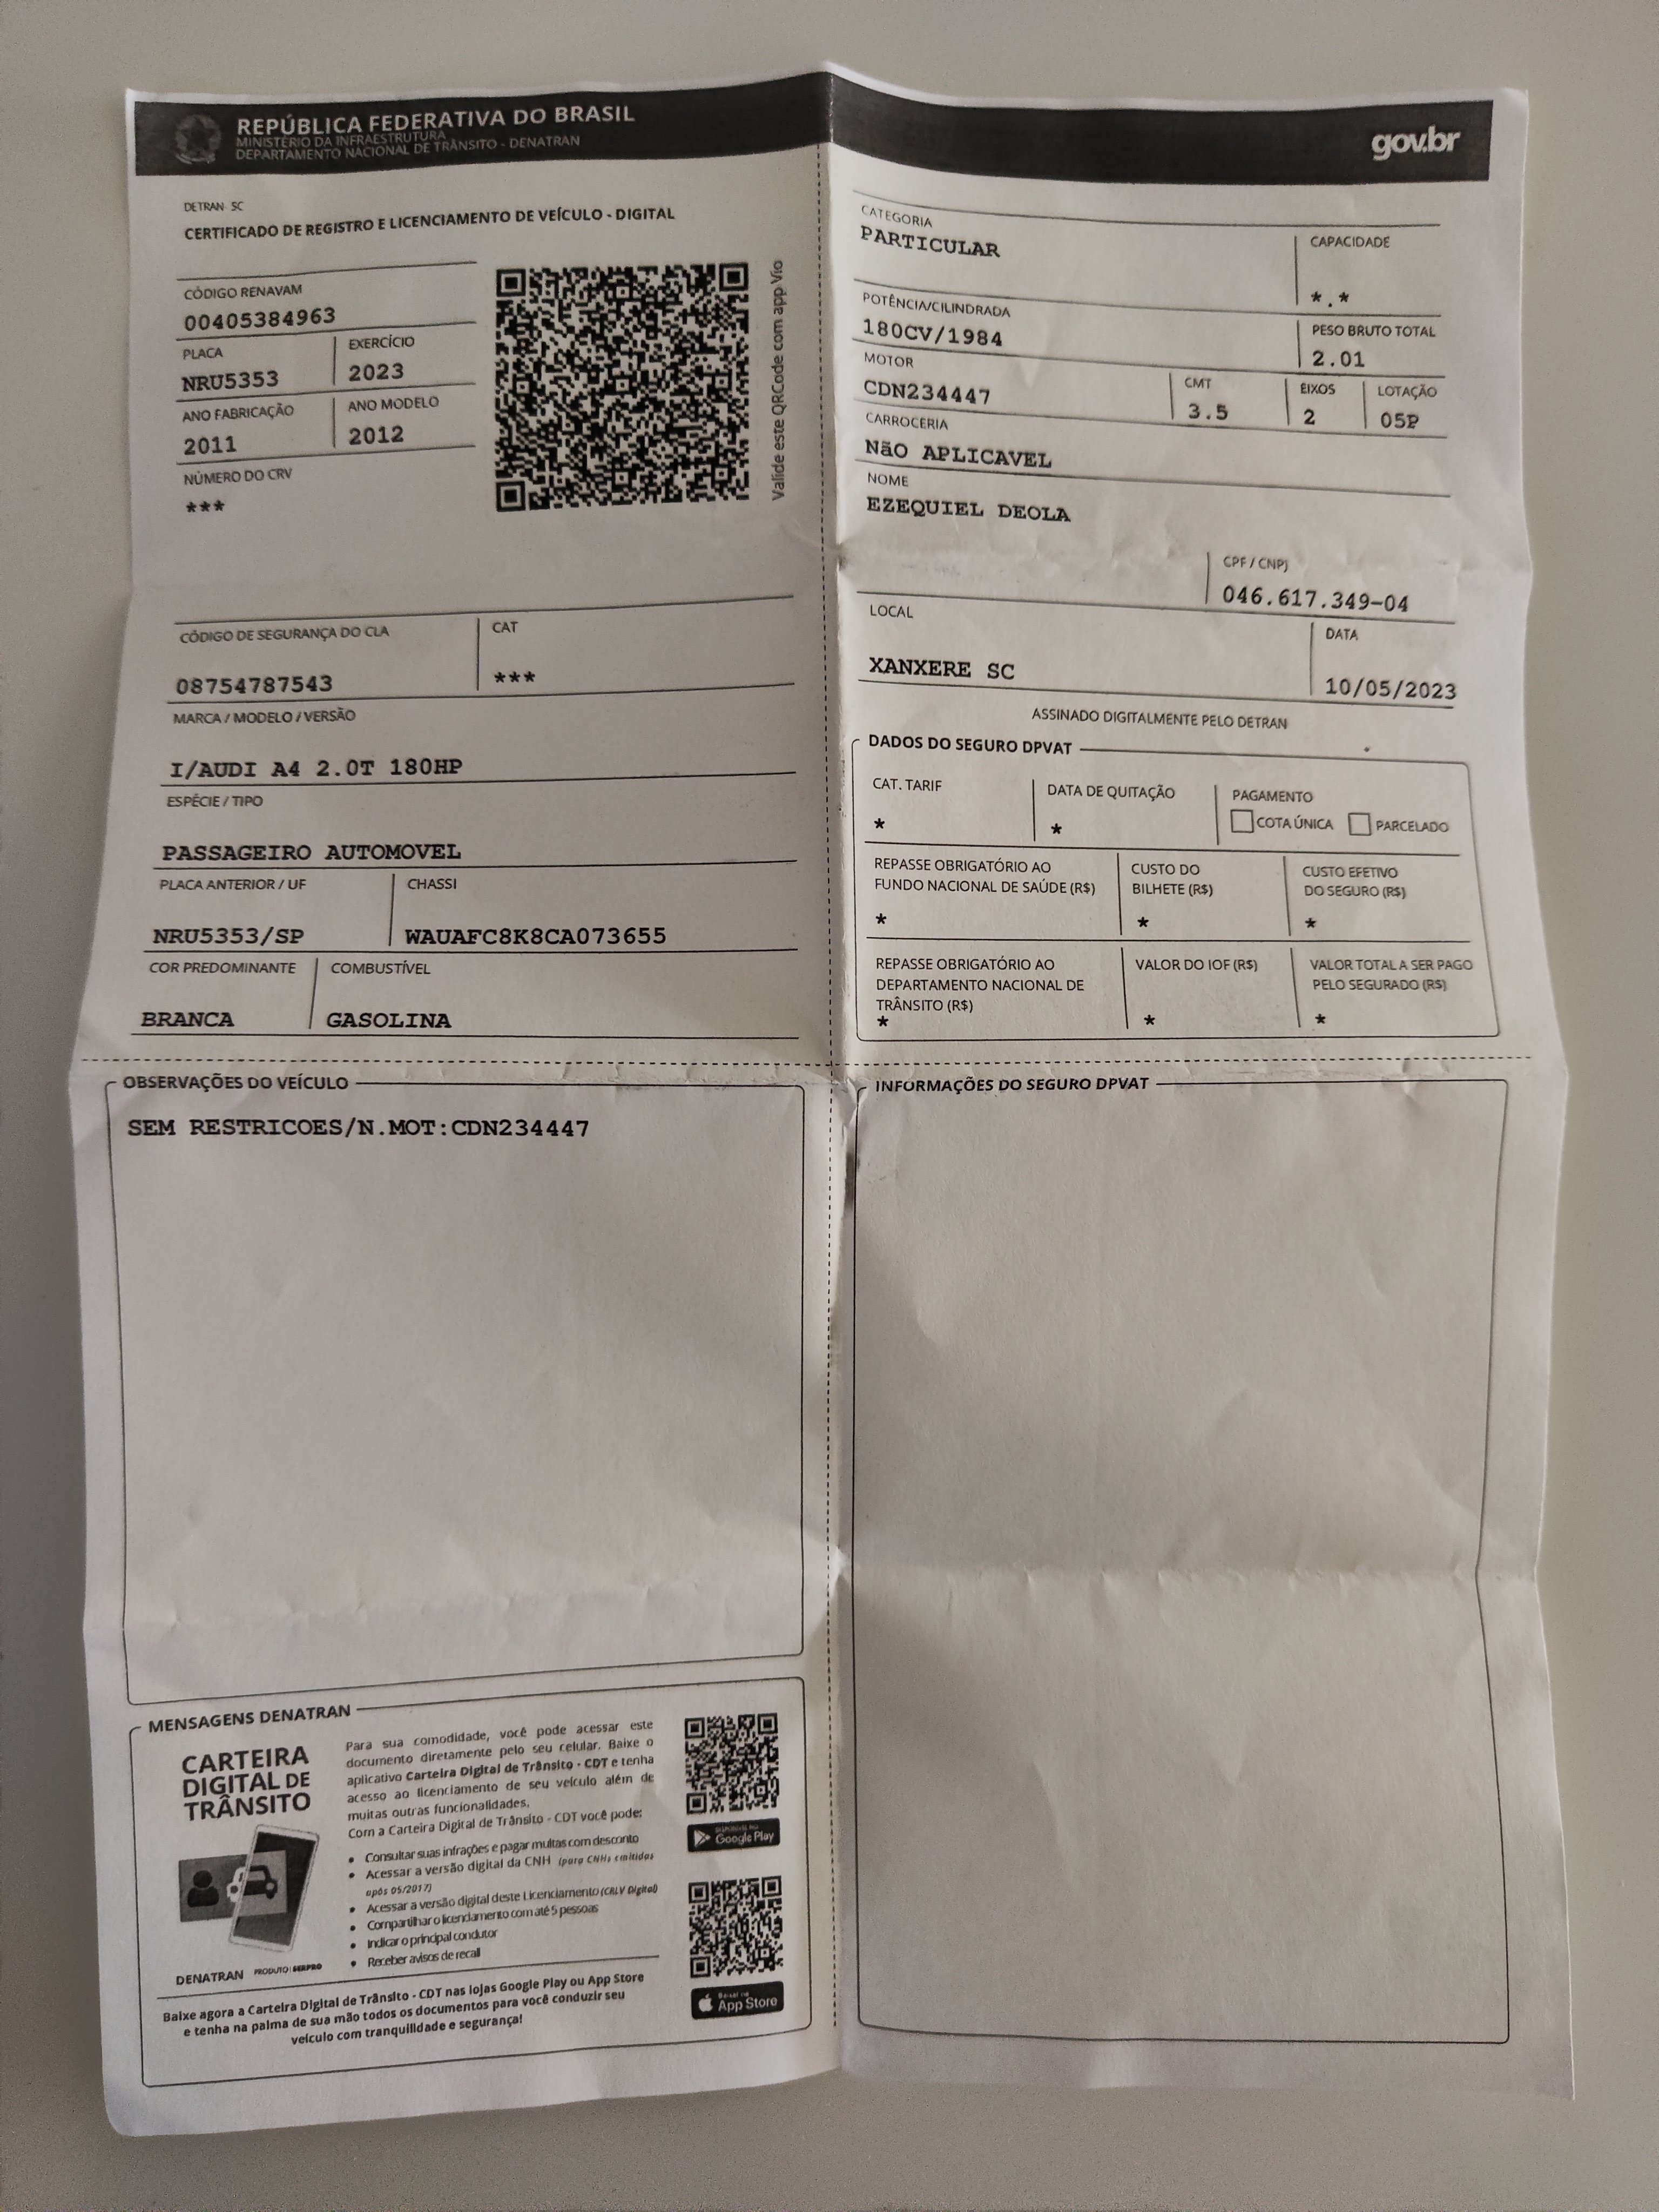 REPÚBLICA FEDERATIVA DO BRASIL
MINISTÉRIO DA INFRAESTRUTURA
DEPARTAMENTO NACIONAL DE TRÂNSITO - DENATRAN
gov.br
DETRAN SC
CERTIFICADO DE REGISTRO E LICENCIAMENTO DE VEÍCULO - DIGITAL
CÓDIGO RENAVAM
00405384963
PLACA EXERCÍCIO
NRU5353 2023
ANO FABRICAÇÃO ANO MODELO
2011 2012
NÚMERO DO CRV
***
Valide este QRCode com app Vio
CÓDIGO DE SEGURANÇA DO CLA CAT
08754787543 ***
MARCA / MODELO / VERSÃO
I/AUDI A4 2.0T 180HP
ESPÉCIE / TIPO
PASSAGEIRO AUTOMOVEL
PLACA ANTERIOR / UF CHASSI
NRU5353/SP WAUAFC8K8CA073655
COR PREDOMINANTE COMBUSTÍVEL
BRANCA GASOLINA
CATEGORIA CAPACIDADE
PARTICULAR *.*
POTÊNCIA/CILINDRADA PESO BRUTO TOTAL
180CV/1984 2.01
MOTOR CMT EIXOS LOTAÇÃO
CDN234447 3.5 2 05P
CARROCERIA
NãO APLICAVEL
NOME
EZEQUIEL DEOLA
CPF / CNPJ
046.617.349-04
LOCAL DATA
XANXERE SC 10/05/2023
ASSINADO DIGITALMENTE PELO DETRAN
DADOS DO SEGURO DPVAT
CAT. TARIF DATA DE QUITAÇÃO PAGAMENTO
* * COTA ÚNICA PARCELADO
REPASSE OBRIGATÓRIO AO CUSTO DO CUSTO EFETIVO
FUNDO NACIONAL DE SAÚDE (R$) BILHETE (R$) DO SEGURO (R$)
* * *
REPASSE OBRIGATÓRIO AO VALOR DO IOF (R$) VALOR TOTAL A SER PAGO
DEPARTAMENTO NACIONAL DE PELO SEGURADO (R$)
TRÂNSITO (R$)
* * *
OBSERVAÇÕES DO VEÍCULO
SEM RESTRICOES/N.MOT:CDN234447
INFORMAÇÕES DO SEGURO DPVAT
MENSAGENS DENATRAN
CARTEIRA
DIGITAL DE
TRÂNSITO
DENATRAN PRODUTO: SERPRO
Para sua comodidade, você pode acessar este
documento diretamente pelo seu celular. Baixe o
aplicativo Carteira Digital de Trânsito - CDT e tenha
acesso ao licenciamento de seu veículo além de
muitas outras funcionalidades.
Com a Carteira Digital de Trânsito - CDT você pode:
• Consultar suas infrações e pagar multas com desconto
• Acessar a versão digital da CNH (para CNHs emitidas
após 05/2017)
• Acessar a versão digital deste Licenciamento (CRLV Digital)
• Compartilhar o licenciamento com até 5 pessoas
• Indicar o principal condutor
• Receber avisos de recall
DISPONÍVEL NO
Google Play
Baixar na
App Store
Baixe agora a Carteira Digital de Trânsito - CDT nas lojas Google Play ou App Store
e tenha na palma de sua mão todos os documentos para você conduzir seu
veículo com tranquilidade e segurança!